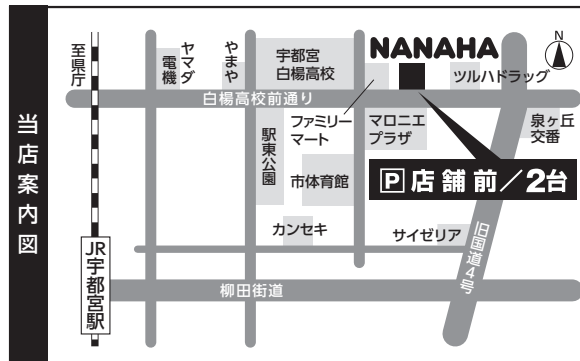 当店案内図
至県庁
ヤマダ
電機
やまや
宇都宮
白楊高校
NANAHA
N
ツルハドラッグ
白楊高校前通り
ファミリー
マート
マロニエ
プラザ
泉ヶ丘
交番
駅東公園
市体育館
P 店舗前/2台
カンセキ
サイゼリア
旧国道4号
JR宇都宮駅
柳田街道